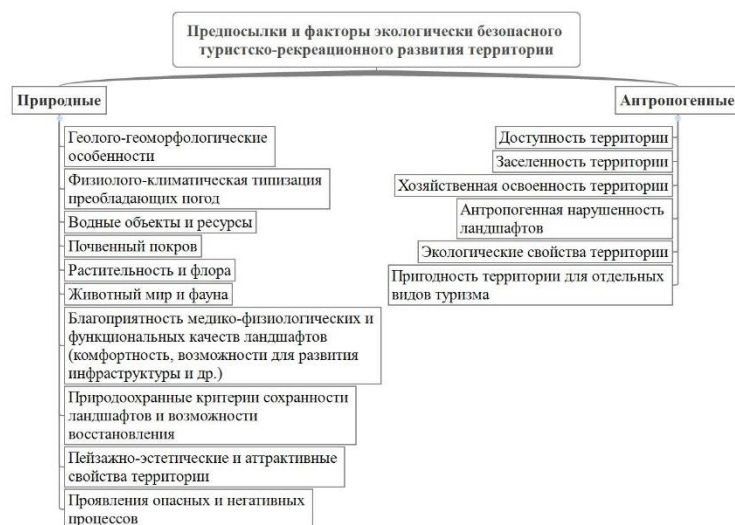 Предпосылки и факторы экологически безопасного
туристско-рекреационного развития территории
Природные
Геолого-геоморфологические
особенности
Физиолого-климатическая типизация
преобладающих погод
Водные объекты и ресурсы
Почвенный покров
Растительность и флора
Животный мир и фауна
Благоприятность медико-физиологических и
функциональных качеств ландшафтов
(комфортность, возможности для развития
инфраструктуры и др.)
Природоохранные критерии сохранности
ландшафтов и возможности
восстановления
Пейзажно-эстетические и аттрактивные
свойства территории
Проявления опасных и негативных
процессов
Антропогенные
Доступность территории
Заселенность территории
Хозяйственная освоенность территории
Антропогенная нарушенность
ландшафтов
Экологические свойства территории
Пригодность территории для отдельных
видов туризма